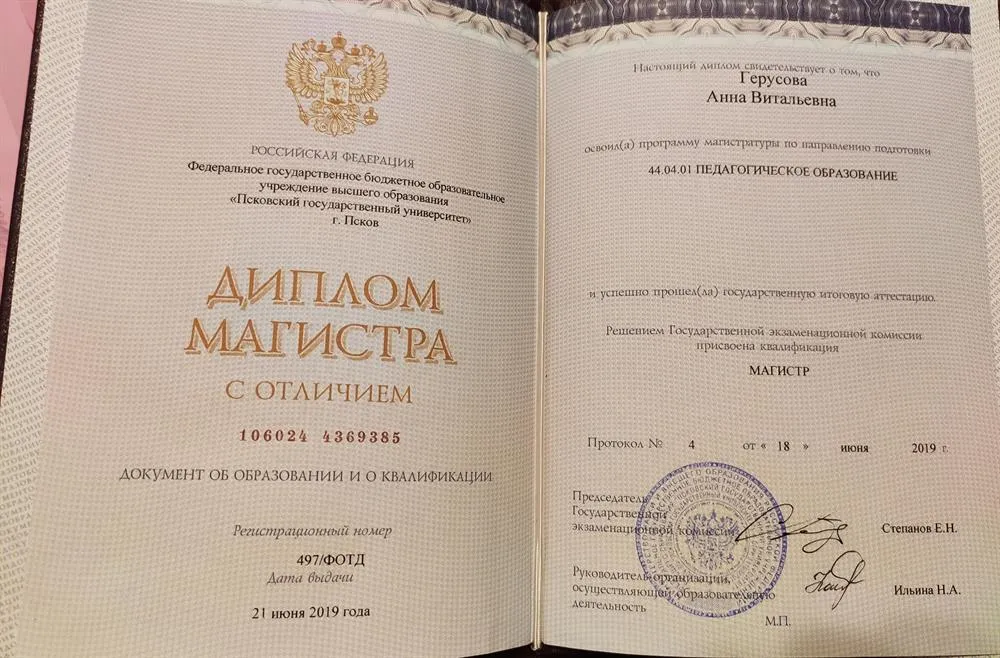 РОССИЙСКАЯ ФЕДЕРАЦИЯ
Федеральное государственное бюджетное образовательное
учреждение высшего образования
«Псковский государственный университет»
г. Псков
ДИПЛОМ
МАГИСТРА
С ОТЛИЧИЕМ
106024 4369385
ДОКУМЕНТ ОБ ОБРАЗОВАНИИ И О КВАЛИФИКАЦИИ
Регистрационный номер
497/ФОТД
Дата выдачи
21 июня 2019 года
Настоящий диплом свидетельствует о том, что
Герусова
Анна Витальевна
освоил(а) программу магистратуры по направлению подготовки
44.04.01 ПЕДАГОГИЧЕСКОЕ ОБРАЗОВАНИЕ
и успешно прошел(ла) государственную итоговую аттестацию.
Решением Государственной экзаменационной комиссии
присвоена квалификация
МАГИСТР
Протокол № 4 от « 18 » июня 2019 г.
Председатель
Государственной
экзаменационной комиссии Степанов Е.Н.
Руководитель организации,
осуществляющей образовательную Ильина Н.А.
деятельность
М.П.